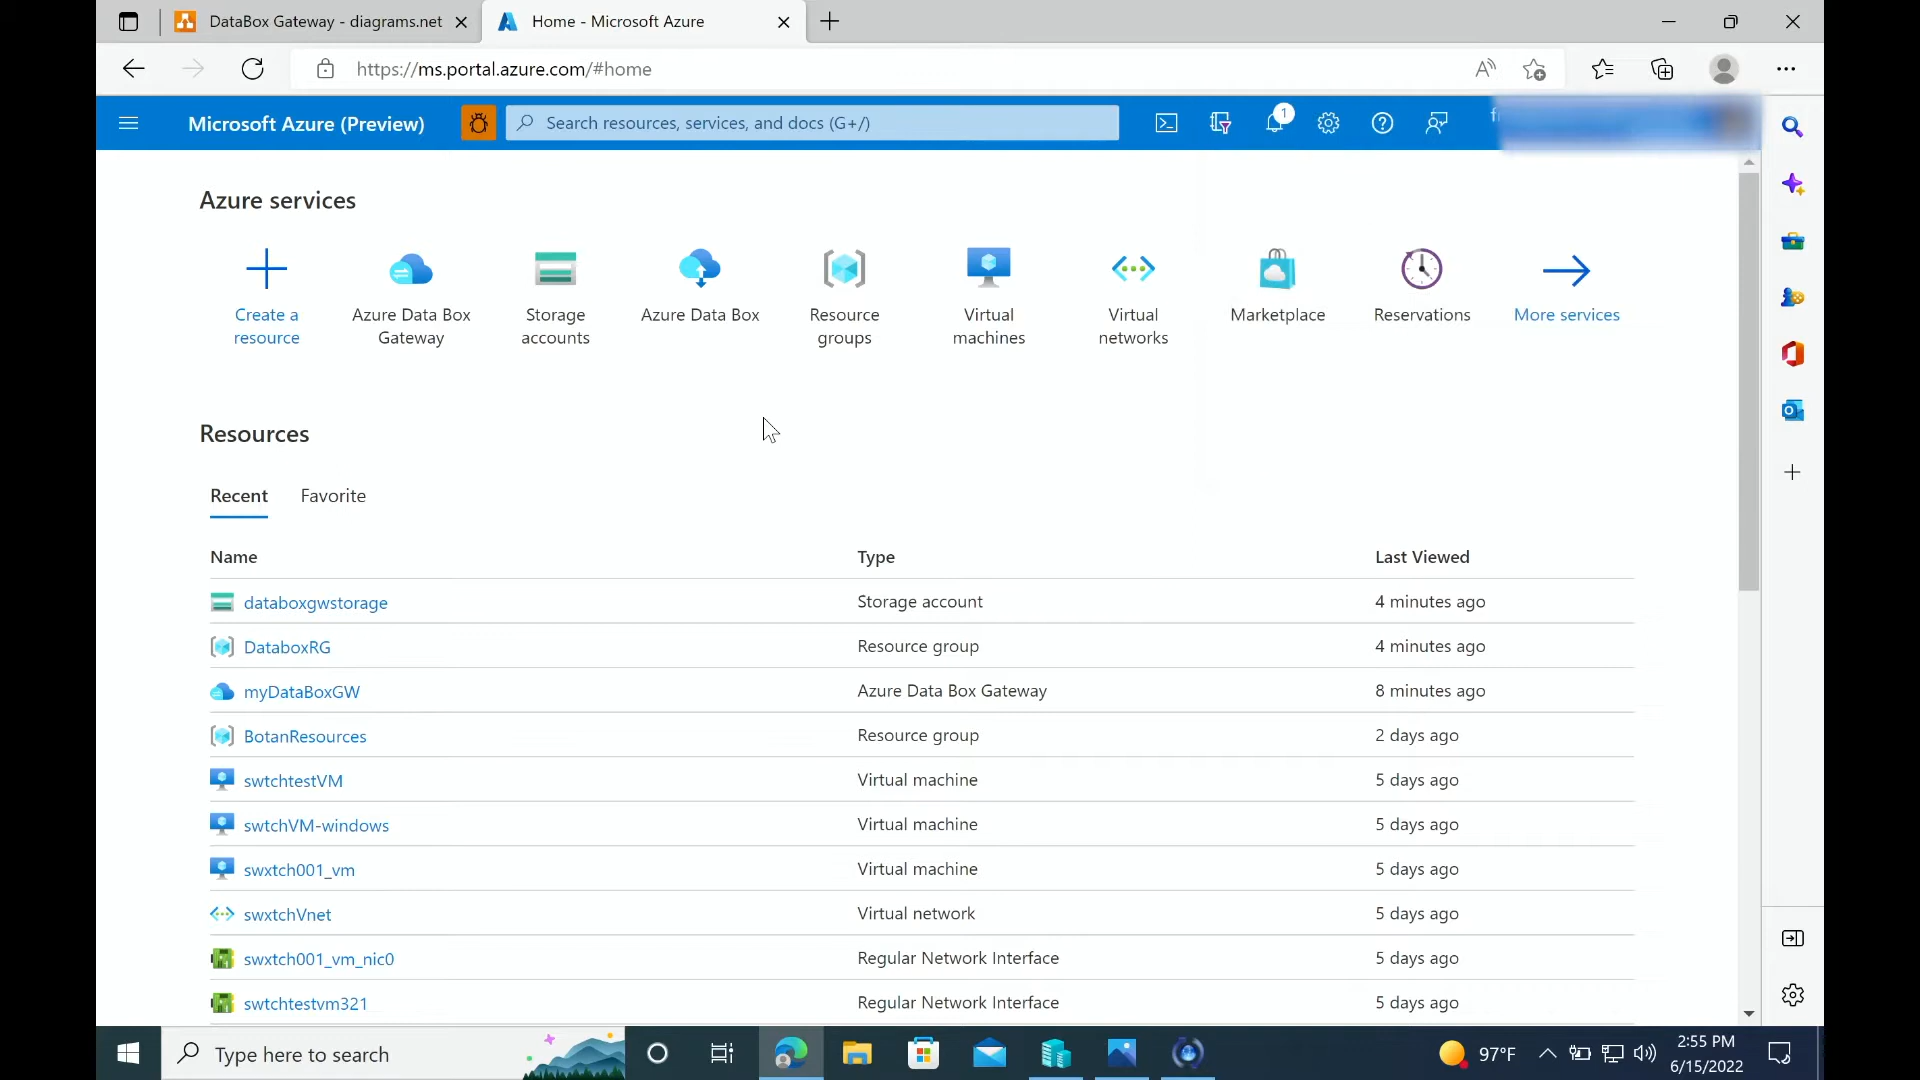 DataBox Gateway - diagrams.net
Home - Microsoft Azure
https://ms.portal.azure.com/#home
Microsoft Azure (Preview)
Search resources, services, and docs (G+/)
1
Azure services
Create a resource
Azure Data Box Gateway
Storage accounts
Azure Data Box
Resource groups
Virtual machines
Virtual networks
Marketplace
Reservations
More services
Resources
Recent Favorite
Name Type Last Viewed
databoxgwstorage Storage account 4 minutes ago
DataboxRG Resource group 4 minutes ago
myDataBoxGW Azure Data Box Gateway 8 minutes ago
BotanResources Resource group 2 days ago
swtchtestVM Virtual machine 5 days ago
swtchVM-windows Virtual machine 5 days ago
swxtch001_vm Virtual machine 5 days ago
swxtchVnet Virtual network 5 days ago
swxtch001_vm_nic0 Regular Network Interface 5 days ago
swtchtestvm321 Regular Network Interface 5 days ago
Type here to search
97°F
2:55 PM
6/15/2022